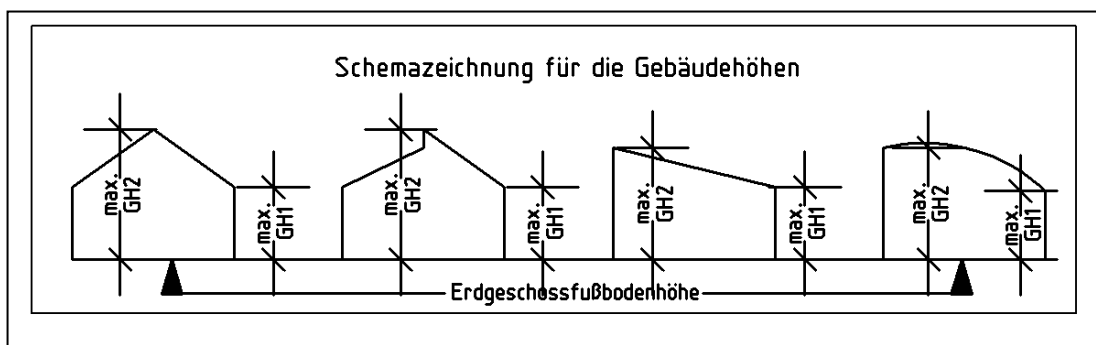 Schemazeichnung für die Gebäudehöhen
max.
GH2
max.
GH1
max.
GH2
max.
GH1
max.
GH2
max.
GH1
max.
GH2
max.
GH1
Erdgeschossfußbodenhöhe